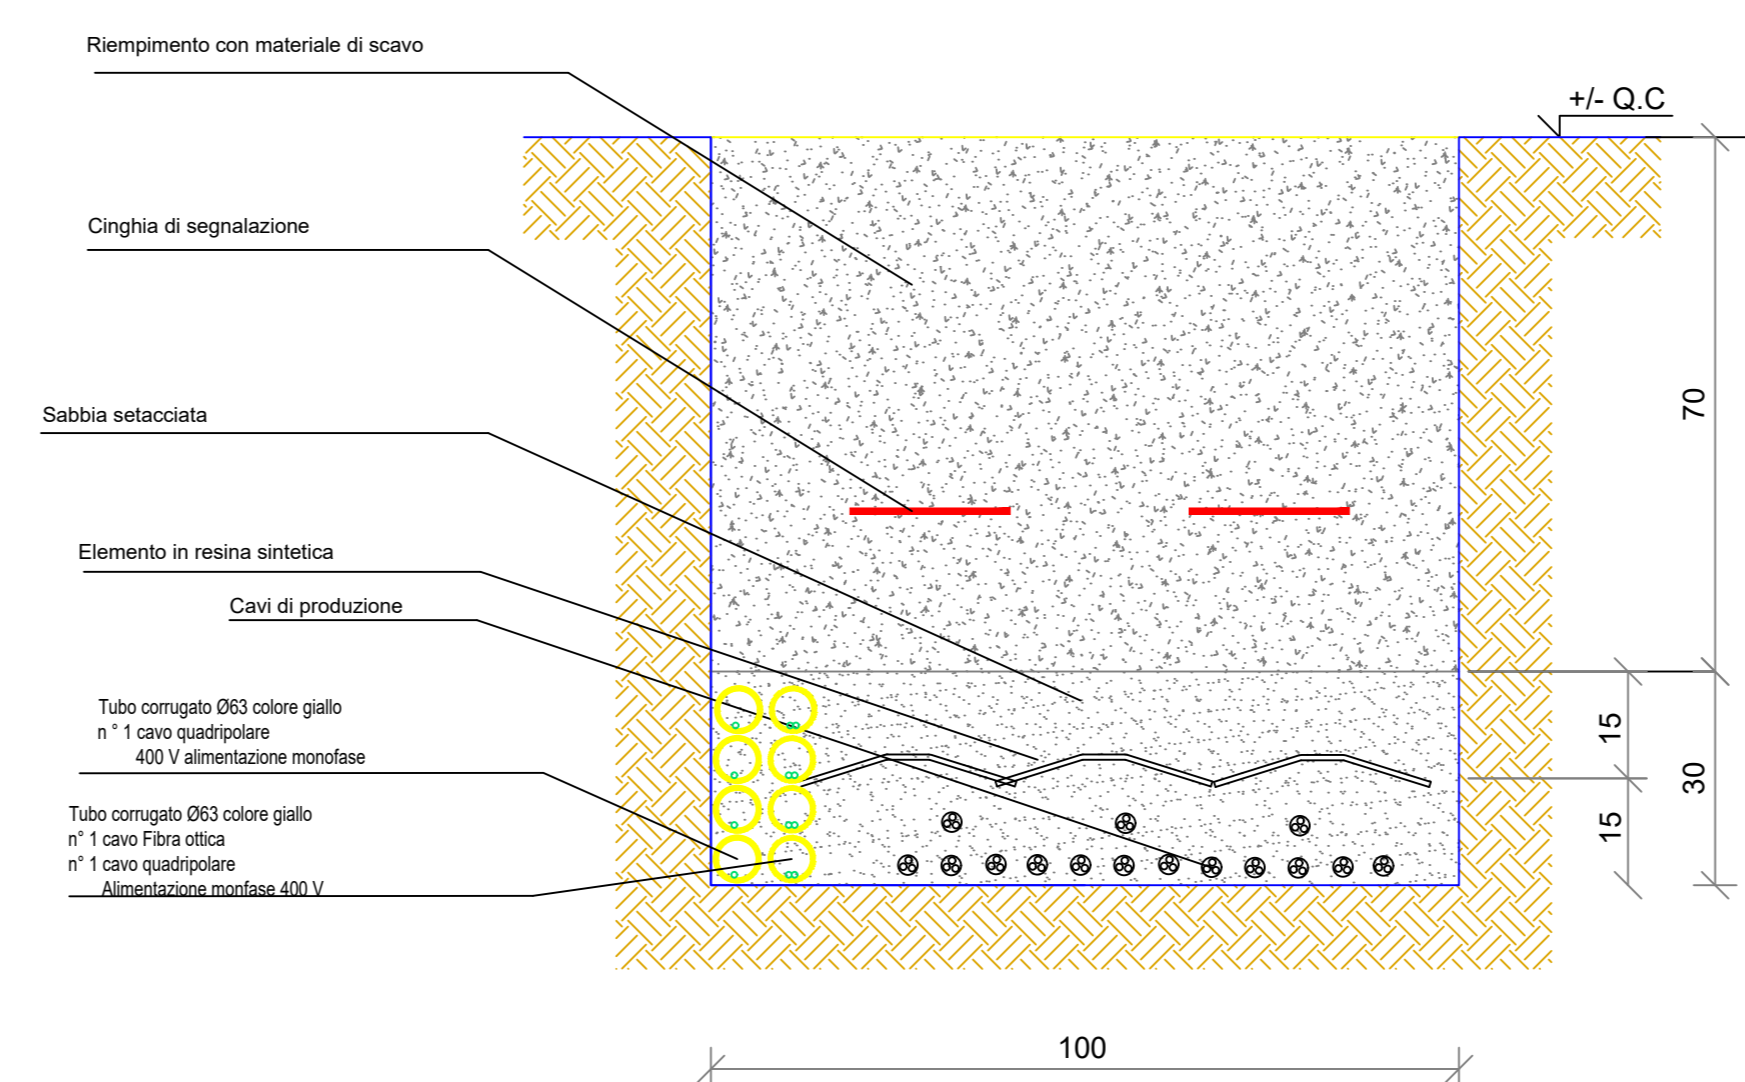 Riempimento con materiale di scavo
+/- Q.C
Cinghia di segnalazione
70
Sabbia setacciata
Elemento in resina sintetica
Cavi di produzione
Tubo corrugato Ø63 colore giallo
n ° 1 cavo quadripolare
400 V alimentazione monofase
15
30
15
Tubo corrugato Ø63 colore giallo
n° 1 cavo Fibra ottica
n° 1 cavo quadripolare
Alimentazione monfase 400 V
100